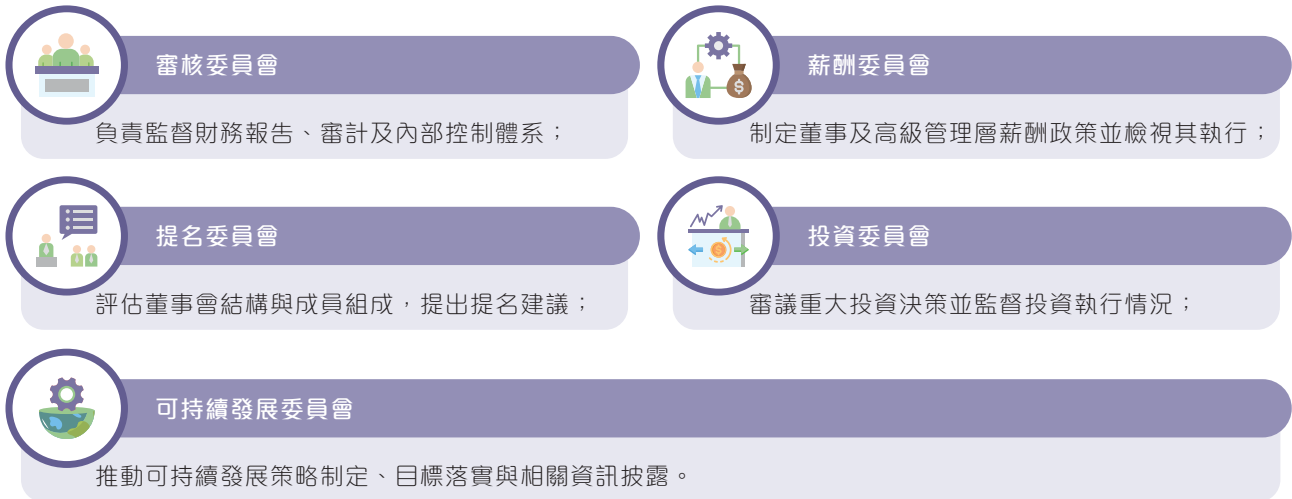 審核委員會
負責監督財務報告、審計及內部控制體系；
薪酬委員會
制定董事及高級管理層薪酬政策並檢視其執行；
提名委員會
評估董事會結構與成員組成，提出提名建議；
投資委員會
審議重大投資決策並監督投資執行情況；
可持續發展委員會
推動可持續發展策略制定、目標落實與相關資訊披露。